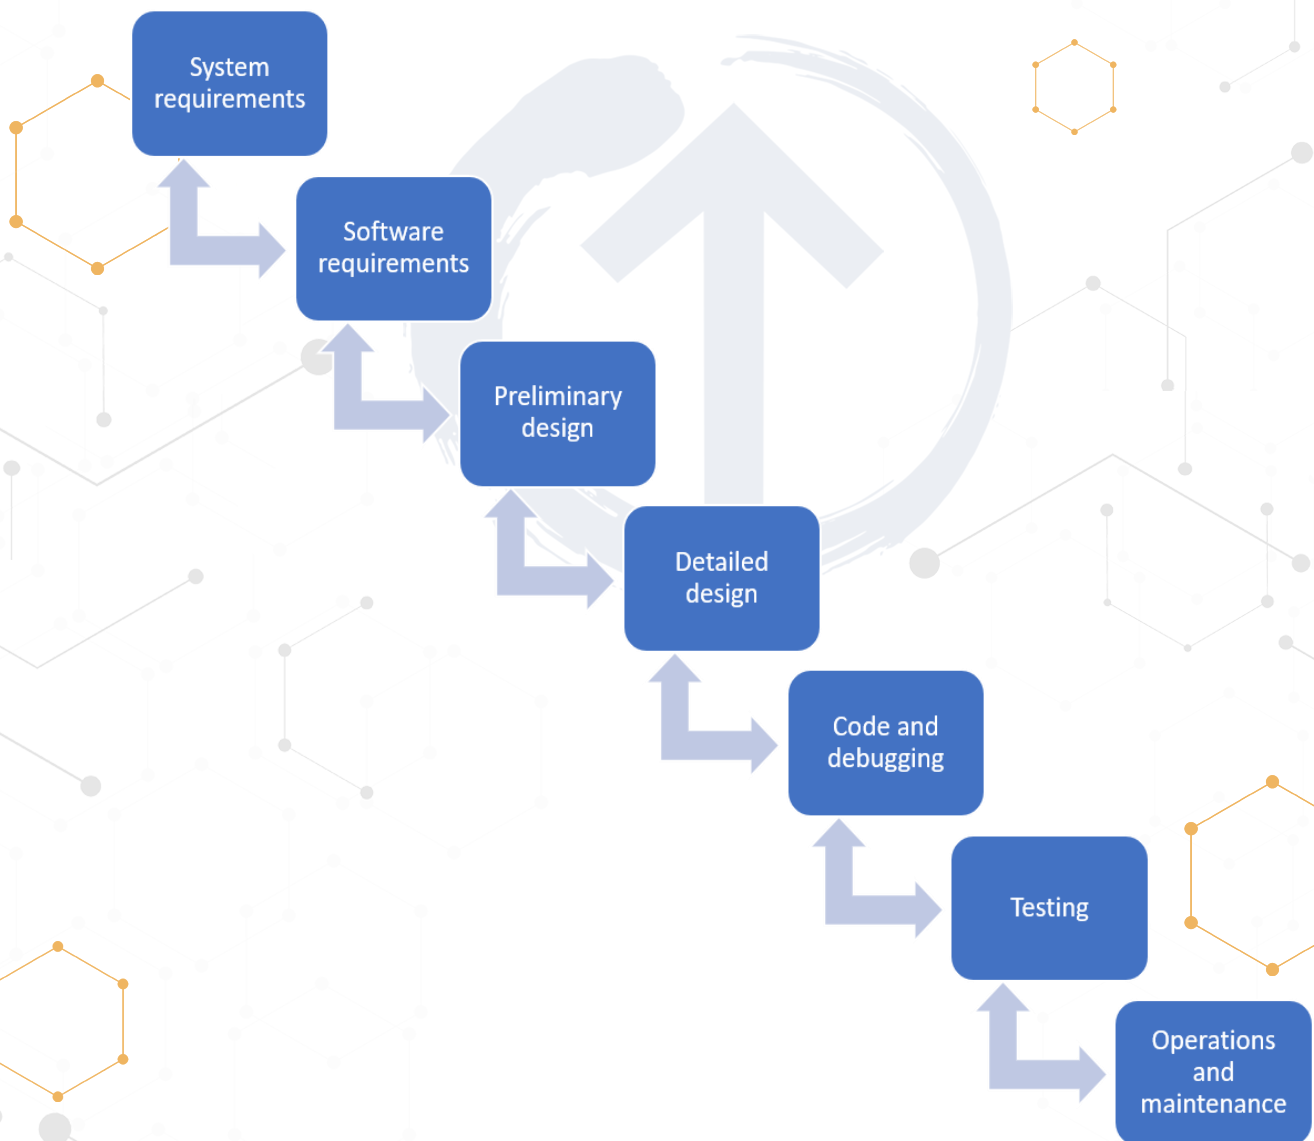 System
requirements
Software
requirements
Preliminary
design
Detailed
design
Code and
debugging
Testing
Operations
and
maintenance